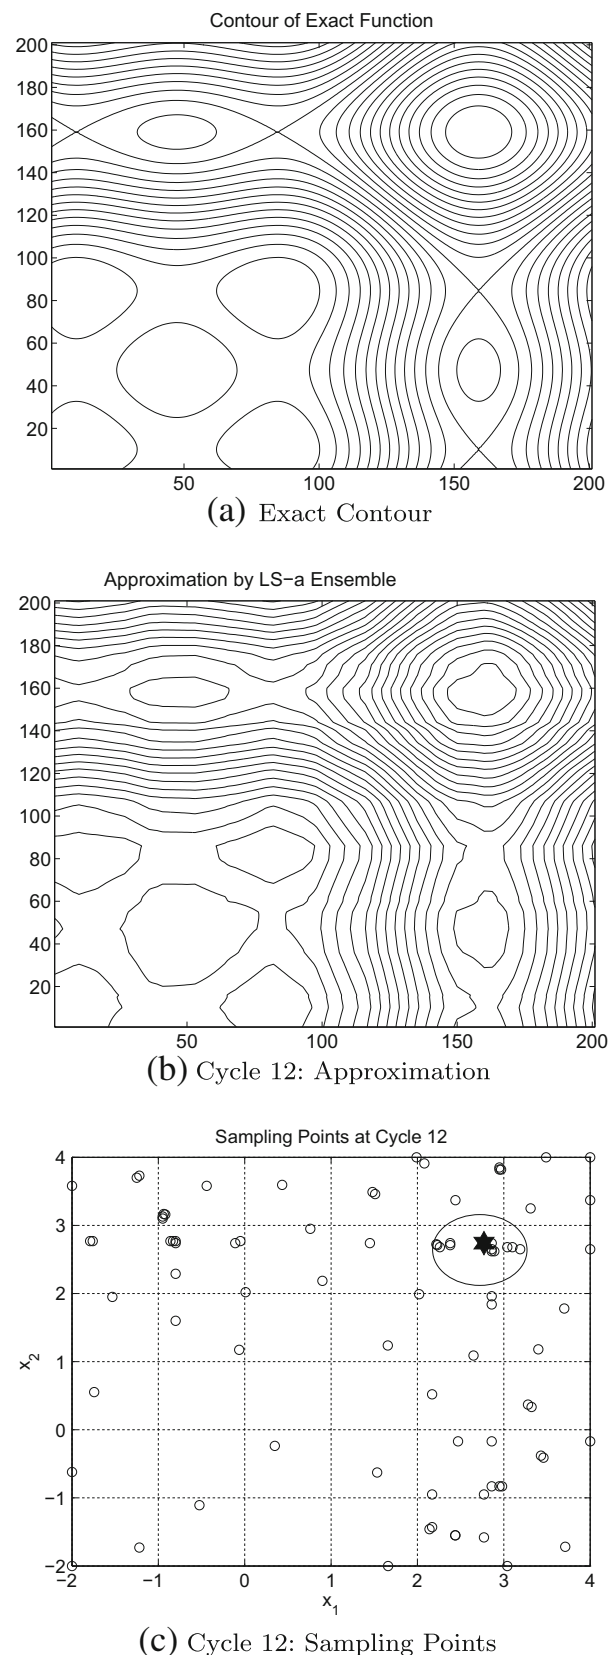 Contour of Exact Function
200
180
160
140
120
100
80
60
40
20
50 100 150 200
(a) Exact Contour
Approximation by LS−a Ensemble
200
180
160
140
120
100
80
60
40
20
50 100 150 200
(b) Cycle 12: Approximation
Sampling Points at Cycle 12
4
3
2
1
0
−1
−2
x2
−2 −1 0 1 2 3 4
x1
(c) Cycle 12: Sampling Points